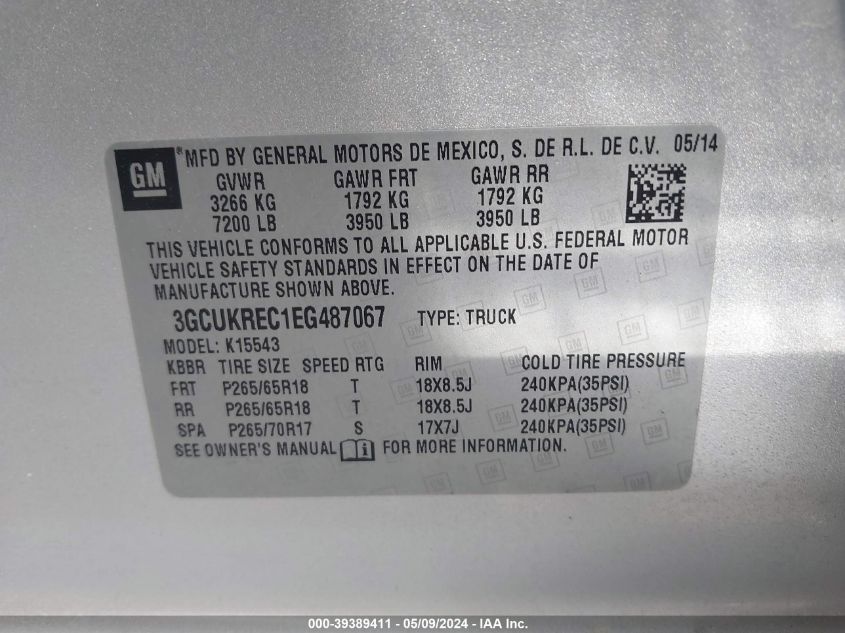 GM *MFD BY GENERAL MOTORS DE MEXICO, S. DE R.L. DE C.V. 05/14
GVWR GAWR FRT GAWR RR
3266 KG 1792 KG 1792 KG
7200 LB 3950 LB 3950 LB
THIS VEHICLE CONFORMS TO ALL APPLICABLE U.S. FEDERAL MOTOR
VEHICLE SAFETY STANDARDS IN EFFECT ON THE DATE OF
MANUFACTURE SHOWN ABOVE.
3GCUKREC1EG487067 TYPE: TRUCK
MODEL: K15543
KBBR TIRE SIZE SPEED RTG RIM COLD TIRE PRESSURE
FRT P265/65R18 T 18X8.5J 240KPA(35PSI)
RR P265/65R18 T 18X8.5J 240KPA(35PSI)
SPA P265/70R17 S 17X7J 240KPA(35PSI)
SEE OWNER'S MANUAL FOR MORE INFORMATION.
000-39389411 - 05/09/2024 - IAA Inc.